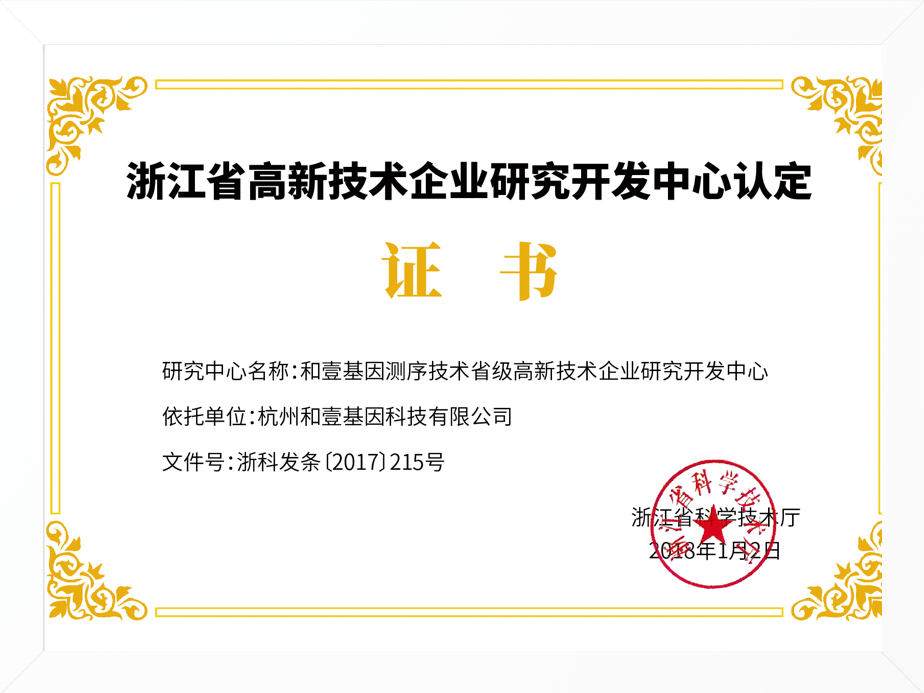 浙江省高新技术企业研究开发中心认定
证 书
研究中心名称：和壹基因测序技术省级高新技术企业研究开发中心
依托单位：杭州和壹基因科技有限公司
文件号：浙科发条〔2017〕215号
浙江省科学技术厅
2018年1月2日
浙江省科学技术厅